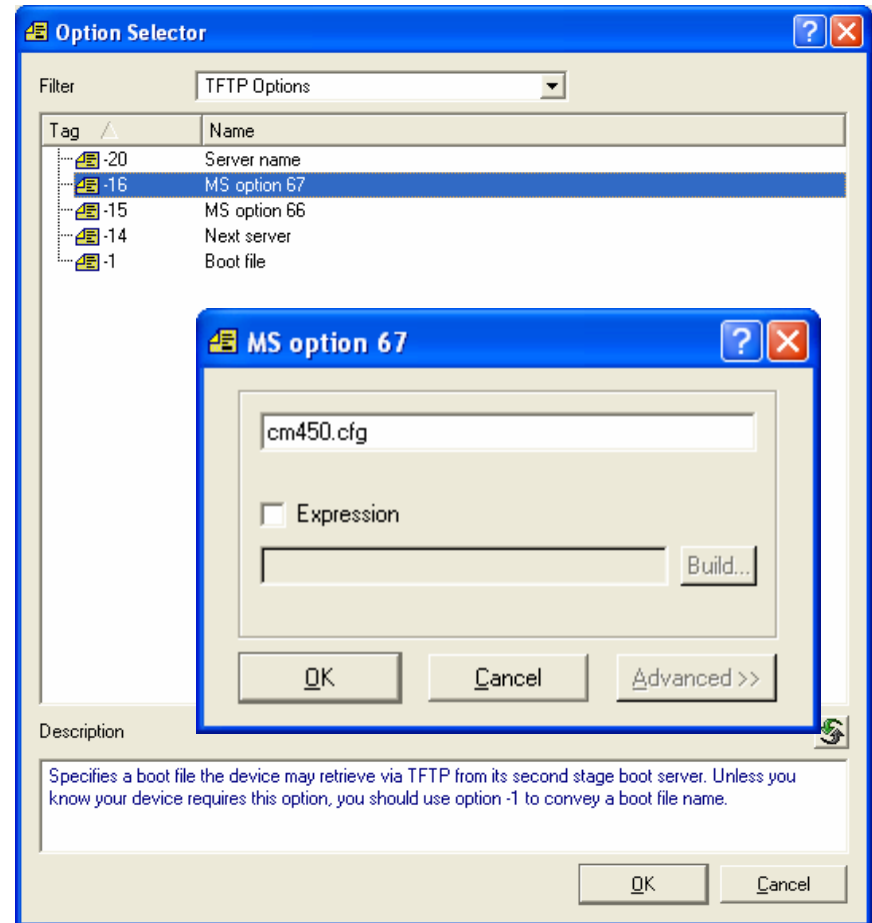 Option Selector
Filter
TFTP Options
Tag Name
-20 Server name
-16 MS option 67
-15 MS option 66
-14 Next server
-1 Boot file
MS option 67
cm450.cfg
Expression
Build...
OK Cancel Advanced >>
Description
Specifies a boot file the device may retrieve via TFTP from its second stage boot server. Unless you
know your device requires this option, you should use option -1 to convey a boot file name.
OK Cancel